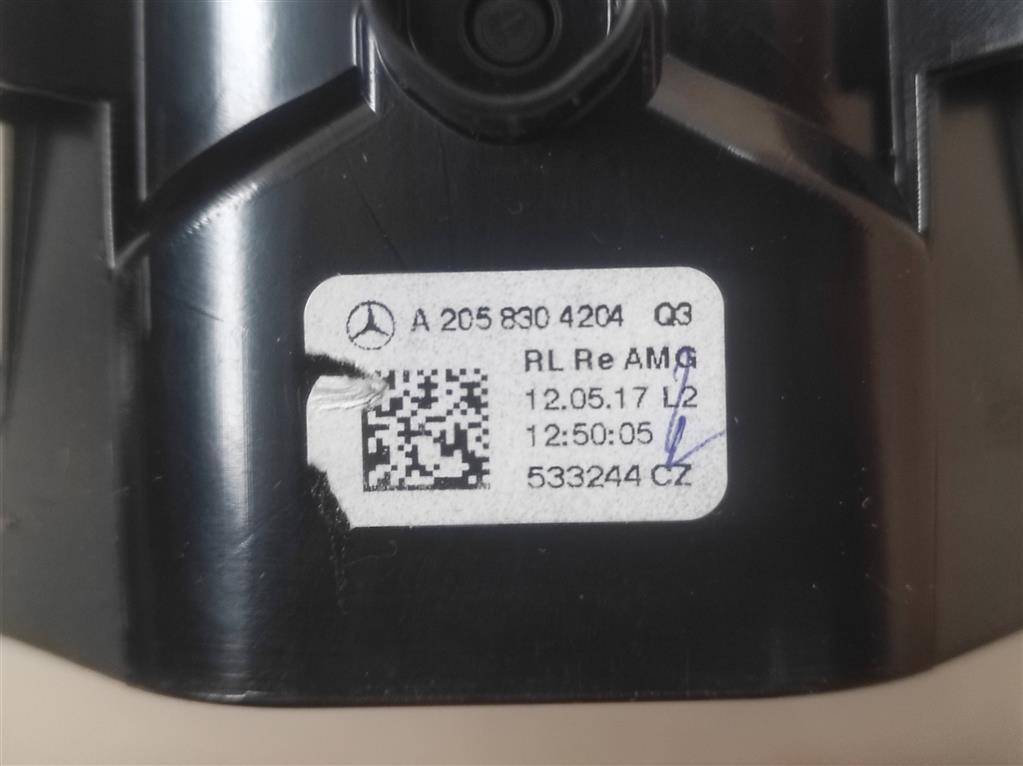 A 205 830 4204 Q3
RL Re AMG
12.05.17 L2
12:50:05
533244 CZ